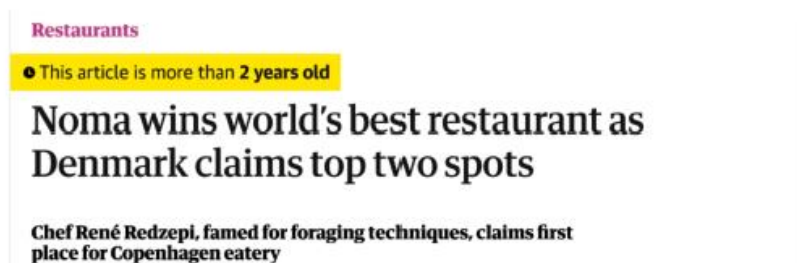 Restaurants
This article is more than 2 years old
Noma wins world's best restaurant as
Denmark claims top two spots
Chef René Redzepi, famed for foraging techniques, claims first
place for Copenhagen eatery